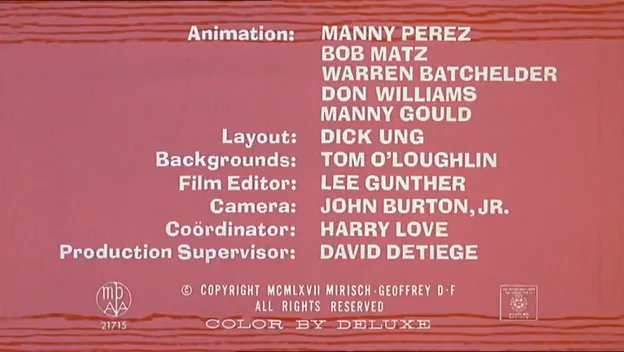 Animation: MANNY PEREZ
BOB MATZ
WARREN BATCHELDER
DON WILLIAMS
MANNY GOULD
Layout: DICK UNG
Backgrounds: TOM O'LOUGHLIN
Film Editor: LEE GUNTHER
Camera: JOHN BURTON, JR.
Coördinator: HARRY LOVE
Production Supervisor: DAVID DETIEGE
© COPYRIGHT MCMLXVII MIRISCH-GEOFFREY D-F
ALL RIGHTS RESERVED
COLOR BY DELUXE
21715